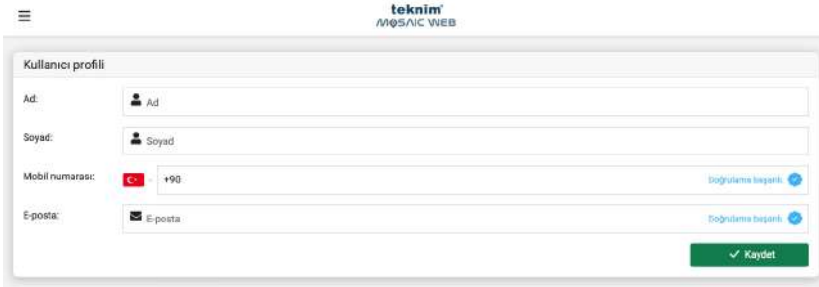 teknim
MOSAIC WEB
Kullanıcı profili
Ad:
Ad
Soyad:
Soyad
Mobil numarası:
+90
Doğrulama başarılı
E-posta:
E-posta
Doğrulama başarılı
Kaydet